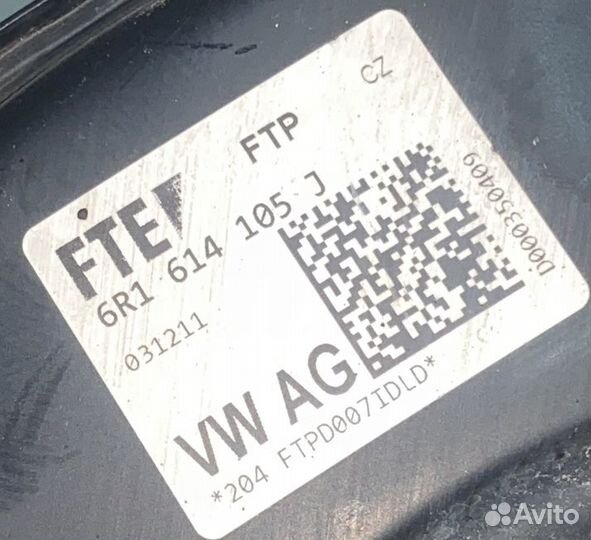 FTP
CZ
FTE
6R1 614 105 J
031211
D000350409
VW AG
*204 FTPD007IDLD*
Avito